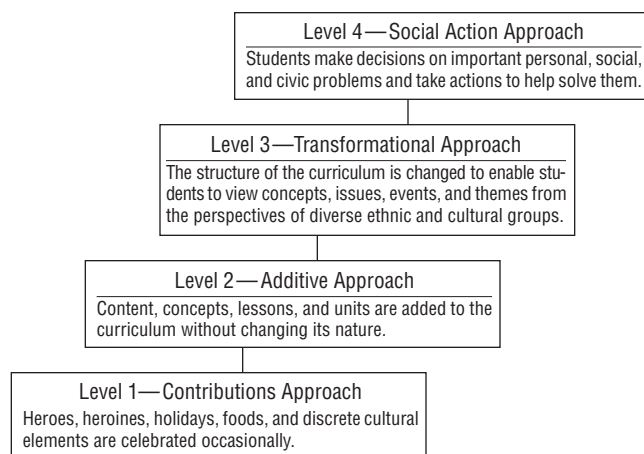 Level 4—Social Action Approach
Students make decisions on important personal, social,
and civic problems and take actions to help solve them.
Level 3—Transformational Approach
The structure of the curriculum is changed to enable stu-
dents to view concepts, issues, events, and themes from
the perspectives of diverse ethnic and cultural groups.
Level 2—Additive Approach
Content, concepts, lessons, and units are added to the
curriculum without changing its nature.
Level 1—Contributions Approach
Heroes, heroines, holidays, foods, and discrete cultural
elements are celebrated occasionally.